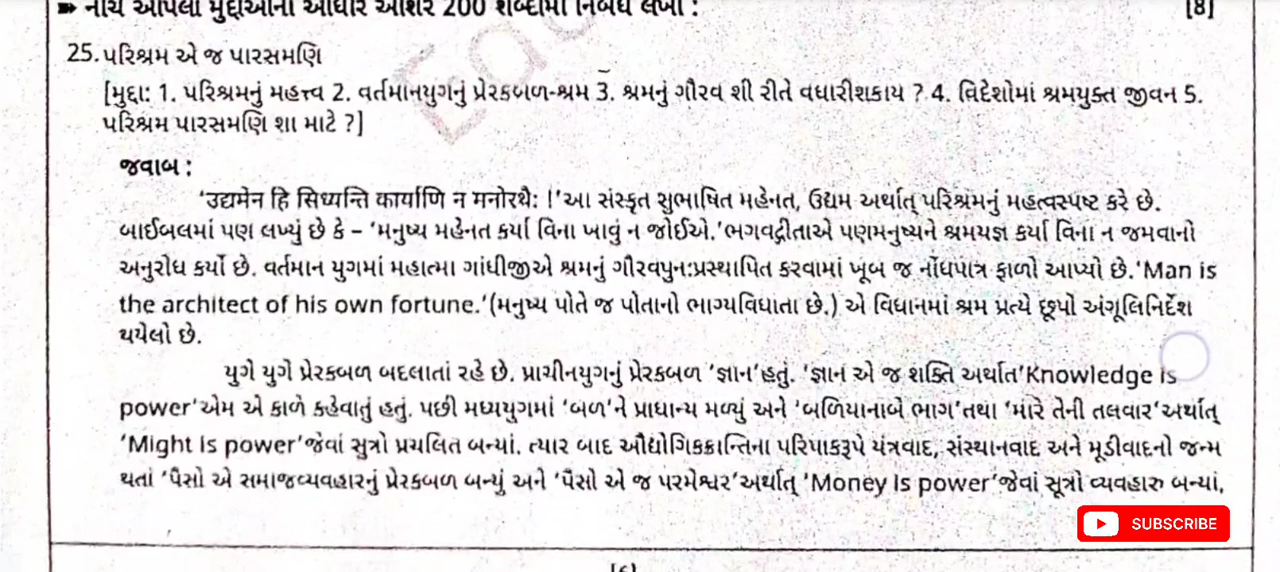 ➽ નીચે આપેલા મુદ્દાઓના આધારે આશરે 200 શબ્દોમાં નિબંધ લખો : [8]
25. પરિશ્રમ એ જ પારસમણિ
[મુદ્દા: 1. પરિશ્રમનું મહત્ત્વ 2. વર્તમાનયુગનું પ્રેરકબળ-શ્રમ 3. શ્રમનું ગૌરવ શી રીતે વધારીશકાય ? 4. વિદેશોમાં શ્રમયુક્ત જીવન 5.
પરિશ્રમ પારસમણિ શા માટે ?]
જવાબ :
'उद्यमेन हि सिध्यन्ति कार्याणि न मनोरथैः ।'આ સંસ્કૃત સુભાષિત મહેનત, ઉદ્યમ અર્થાત્ પરિશ્રમનું મહત્વસ્પષ્ટ કરે છે.
બાઈબલમાં પણ લખ્યું છે કે – 'મનુષ્ય મહેનત કર્યા વિના ખાવું ન જોઈએ.'ભગવદ્ગીતાએ પણમનુષ્યને શ્રમયજ્ઞ કર્યા વિના ન જમવાનો
અનુરોધ કર્યો છે. વર્તમાન યુગમાં મહાત્મા ગાંધીજીએ શ્રમનું ગૌરવપુનઃપ્રસ્થાપિત કરવામાં ખૂબ જ નોંધપાત્ર ફાળો આપ્યો છે.'Man is
the architect of his own fortune.'(મનુષ્ય પોતે જ પોતાનો ભાગ્યવિધાતા છે.) એ વિધાનમાં શ્રમ પ્રત્યે છૂપો અંગૂલિનિર્દેશ
થયેલો છે.
યુગે યુગે પ્રેરકબળ બદલાતાં રહે છે. પ્રાચીનયુગનું પ્રેરકબળ 'જ્ઞાન'હતું. 'જ્ઞાન એ જ શક્તિ અર્થાત'Knowledge is
power'એમ એ કાળે કહેવાતું હતું. પછી મધ્યયુગમાં 'બળ'ને પ્રાધાન્ય મળ્યું અને 'બળિયાનાબે ભાગ'તથા 'મારે તેની તલવાર'અર્થાત્
'Might is power'જેવાં સુત્રો પ્રચલિત બન્યાં. ત્યાર બાદ ઔદ્યોગિકક્રાન્તિના પરિપાકરૂપે યંત્રવાદ, સંસ્થાનવાદ અને મૂડીવાદનો જન્મ
થતાં 'પૈસો એ સમાજવ્યવહારનું પ્રેરકબળ બન્યું અને 'પૈસો એ જ પરમેશ્વર'અર્થાત્ 'Money is power'જેવાં સૂત્રો વ્યવહારુ બન્યાં,
SUBSCRIBE